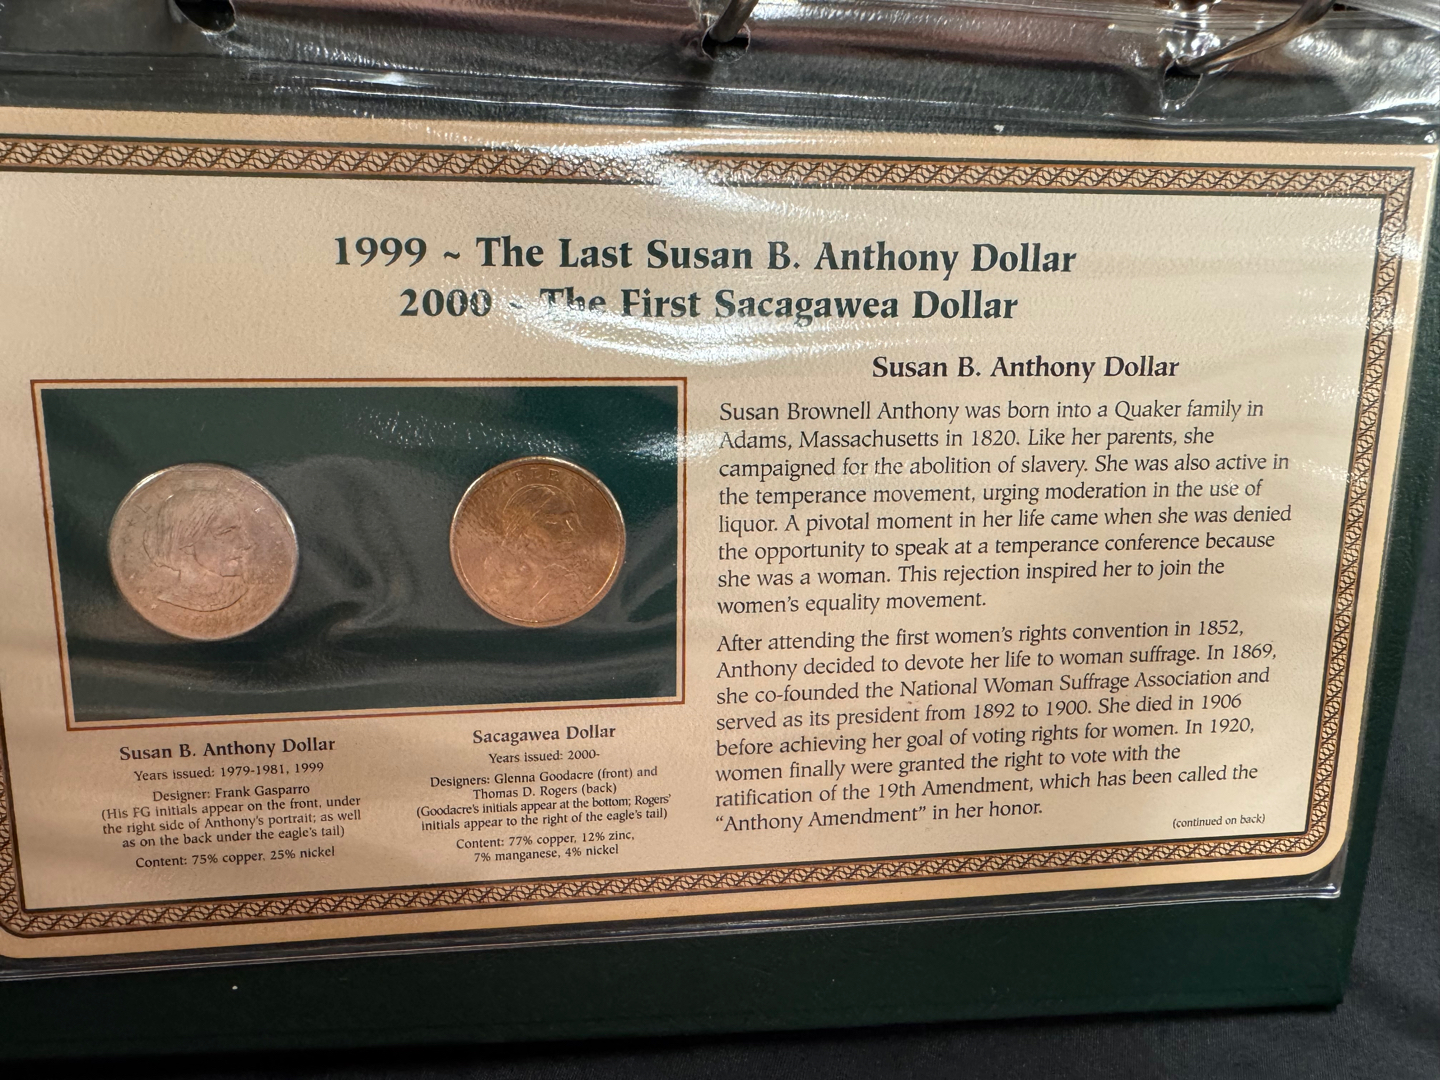 1999 ~ The Last Susan B. Anthony Dollar
2000 ~ The First Sacagawea Dollar
Susan B. Anthony Dollar
Susan Brownell Anthony was born into a Quaker family in
Adams, Massachusetts in 1820. Like her parents, she
campaigned for the abolition of slavery. She was also active in
the temperance movement, urging moderation in the use of
liquor. A pivotal moment in her life came when she was denied
the opportunity to speak at a temperance conference because
she was a woman. This rejection inspired her to join the
women's equality movement.
After attending the first women's rights convention in 1852,
Anthony decided to devote her life to woman suffrage. In 1869,
she co-founded the National Woman Suffrage Association and
served as its president from 1892 to 1900. She died in 1906
before achieving her goal of voting rights for women. In 1920,
women finally were granted the right to vote with the
ratification of the 19th Amendment, which has been called the
“Anthony Amendment” in her honor.
(continued on back)
Susan B. Anthony Dollar
Years issued: 1979-1981, 1999
Designer: Frank Gasparro
(His FG initials appear on the front, under
the right side of Anthony's portrait; as well
as on the back under the eagle's tail)
Content: 75% copper. 25% nickel
Sacagawea Dollar
Years issued: 2000-
Designers: Glenna Goodacre (front) and
Thomas D. Rogers (back)
(Goodacre's initials appear at the bottom; Rogers'
initials appear to the right of the eagle's tail)
Content: 77% copper, 12% zinc,
7% manganese, 4% nickel